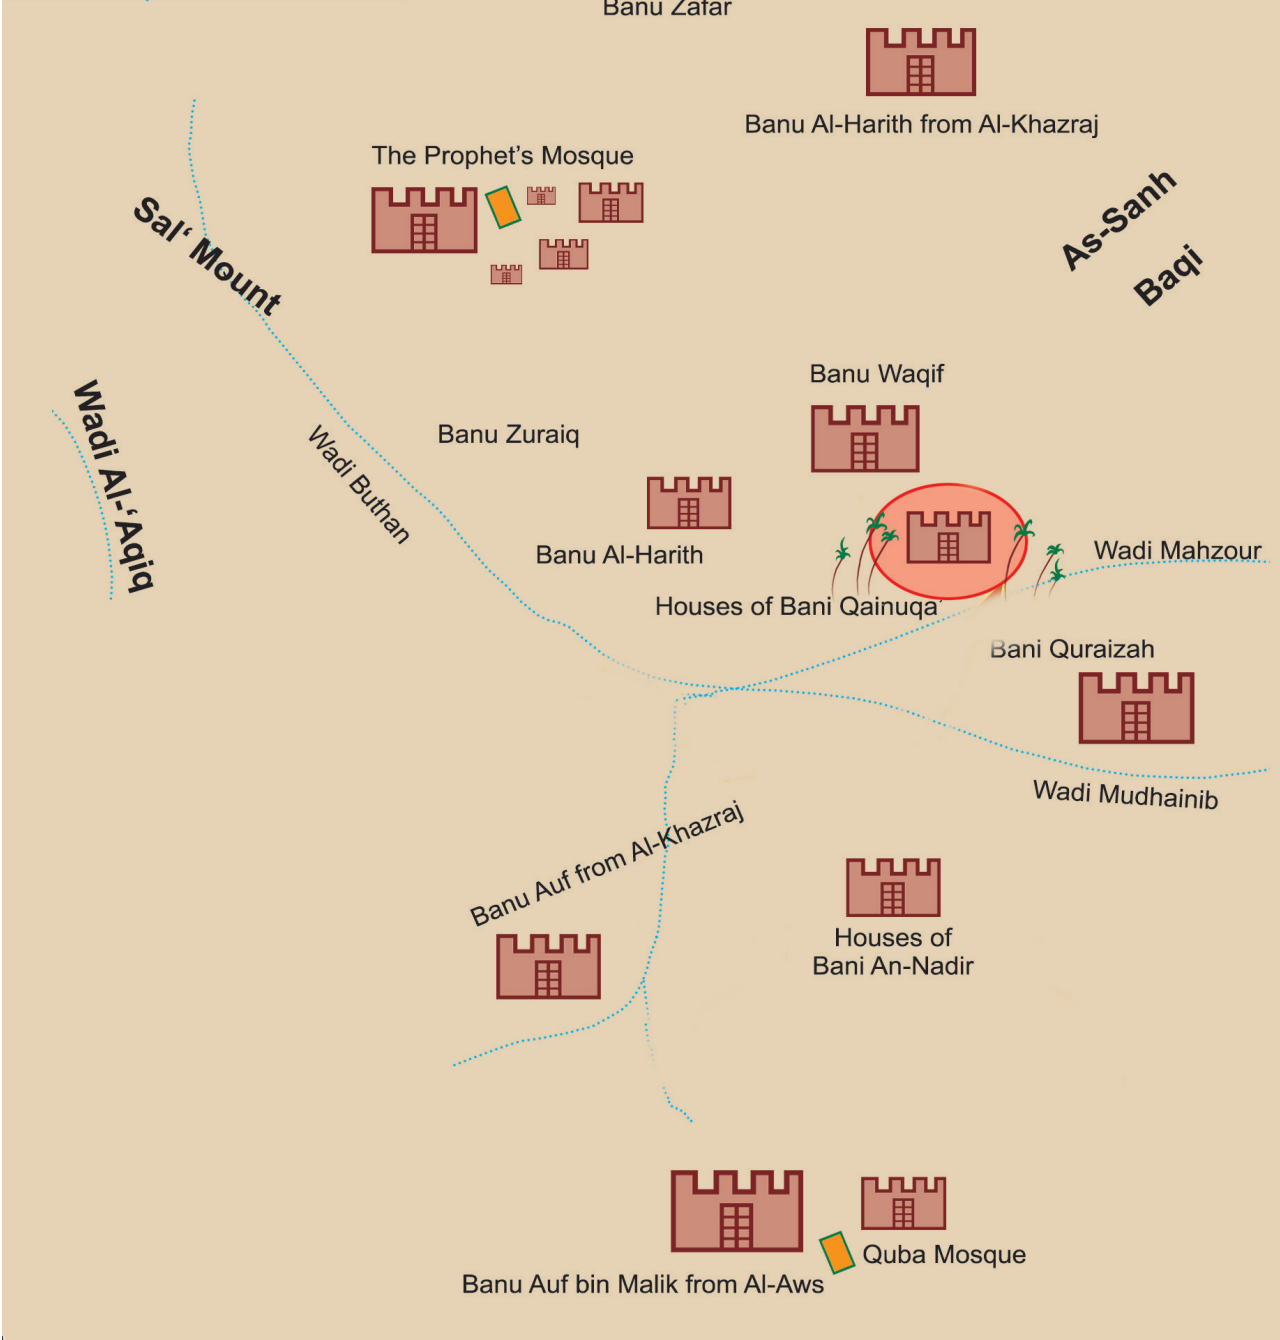 Banu Zafar
Banu Al-Harith from Al-Khazraj
The Prophet’s Mosque
As-Sanh
Baqi
Sal‘ Mount
Wadi Al-‘Aqiq
Wadi Buthan
Banu Zuraiq
Banu Waqif
Banu Al-Harith
Wadi Mahzour
Houses of Bani Qainuqa’
Bani Quraizah
Wadi Mudhainib
Banu Auf from Al-Khazraj
Houses of
Bani An-Nadir
Quba Mosque
Banu Auf bin Malik from Al-Aws